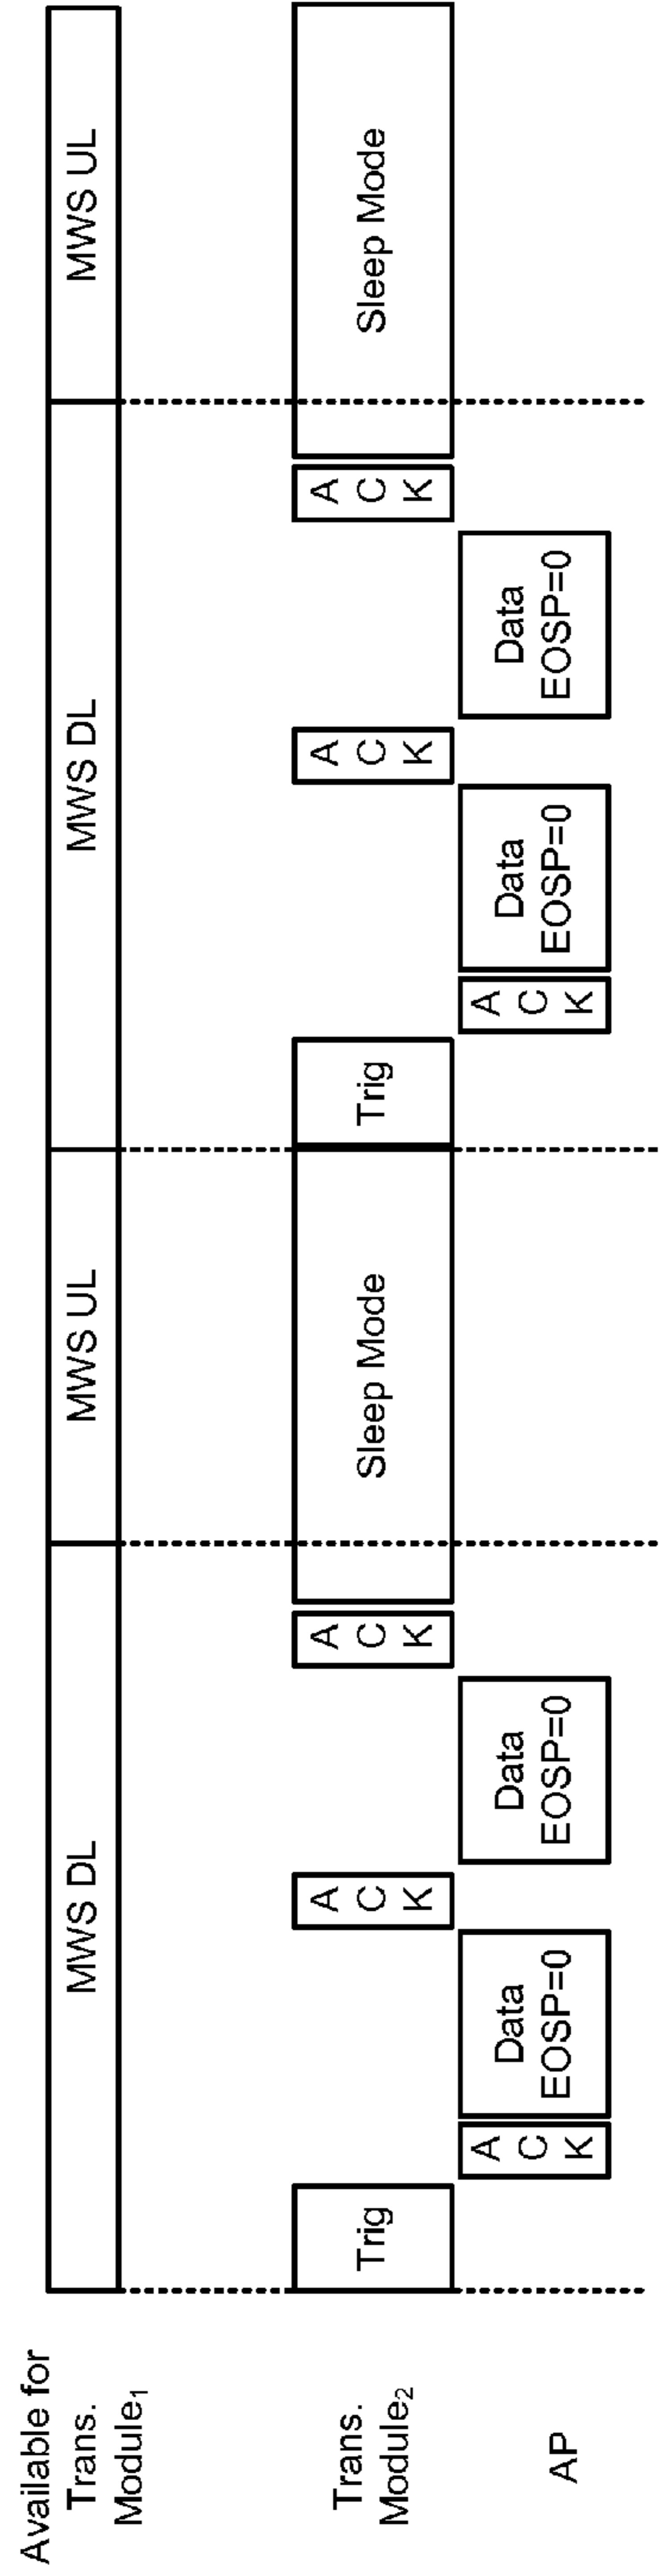 Available for
Trans.
Module₁
MWS DL
MWS UL
MWS DL
MWS UL
Trans.
Module₂
Trig
A
C
K
A
C
K
Sleep Mode
Trig
A
C
K
A
C
K
Sleep Mode
AP
A
C
K
Data
EOSP=0
Data
EOSP=0
A
C
K
Data
EOSP=0
Data
EOSP=0